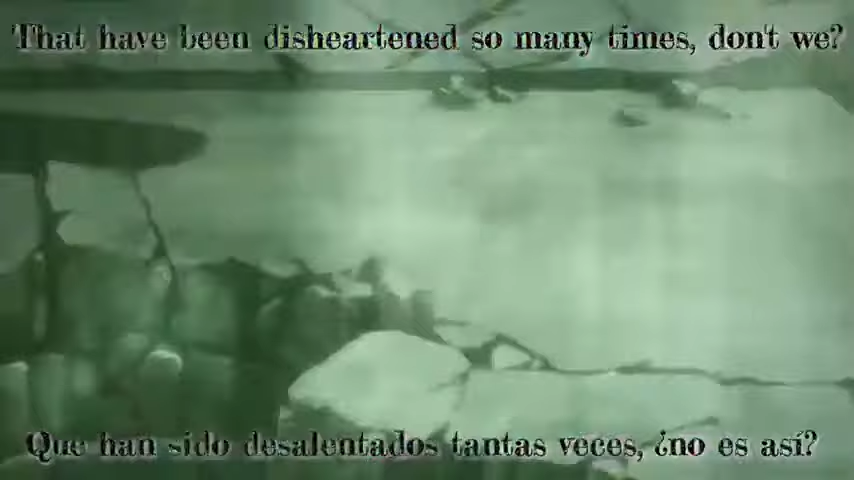 That have been disheartened so many times, don't we?
Que han sido desalentados tantas veces, ¿no es así?